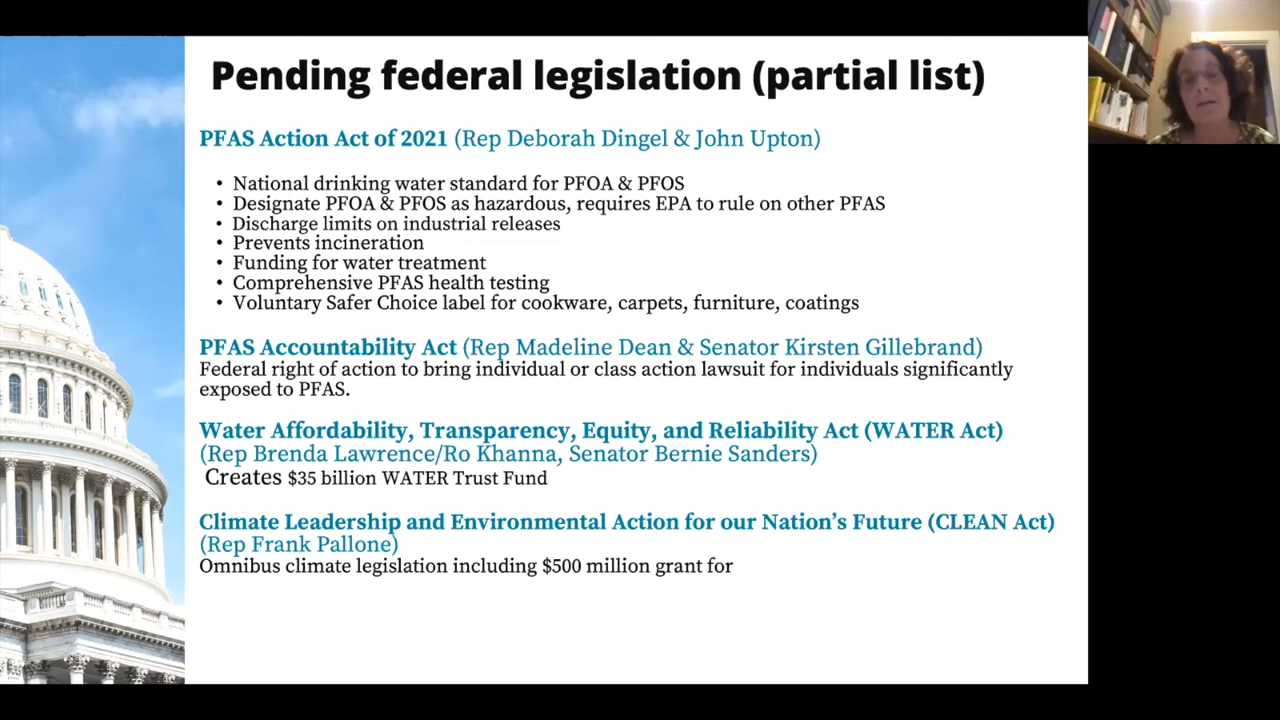 Pending federal legislation (partial list)
PFAS Action Act of 2021 (Rep Deborah Dingel & John Upton)
• National drinking water standard for PFOA & PFOS
• Designate PFOA & PFOS as hazardous, requires EPA to rule on other PFAS
• Discharge limits on industrial releases
• Prevents incineration
• Funding for water treatment
• Comprehensive PFAS health testing
• Voluntary Safer Choice label for cookware, carpets, furniture, coatings
PFAS Accountability Act (Rep Madeline Dean & Senator Kirsten Gillebrand)
Federal right of action to bring individual or class action lawsuit for individuals significantly
exposed to PFAS.
Water Affordability, Transparency, Equity, and Reliability Act (WATER Act)
(Rep Brenda Lawrence/Ro Khanna, Senator Bernie Sanders)
Creates $35 billion WATER Trust Fund
Climate Leadership and Environmental Action for our Nation's Future (CLEAN Act)
(Rep Frank Pallone)
Omnibus climate legislation including $500 million grant for